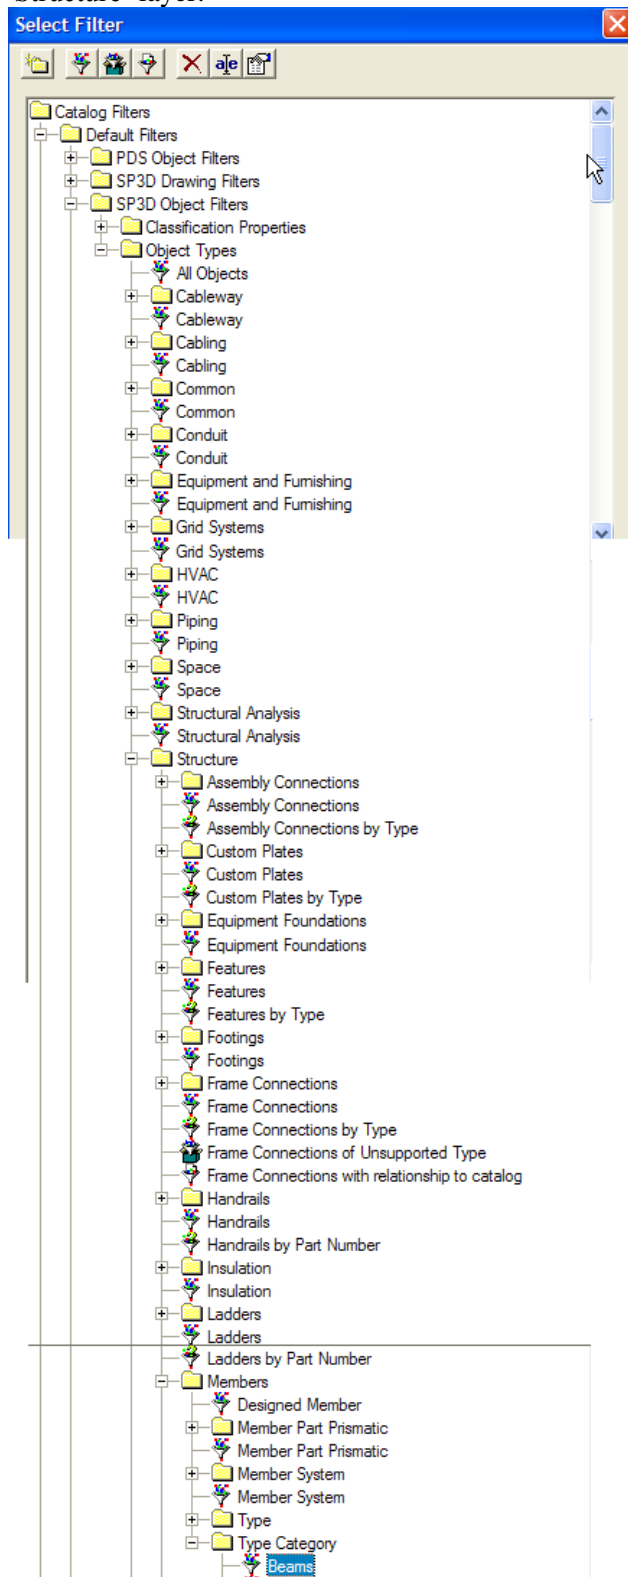 Structure" layer.
Select Filter
Catalog Filters
Default Filters
PDS Object Filters
SP3D Drawing Filters
SP3D Object Filters
Classification Properties
Object Types
All Objects
Cableway
Cableway
Cabling
Cabling
Common
Common
Conduit
Conduit
Equipment and Furnishing
Equipment and Furnishing
Grid Systems
Grid Systems
HVAC
HVAC
Piping
Piping
Space
Space
Structural Analysis
Structural Analysis
Structure
Assembly Connections
Assembly Connections
Assembly Connections by Type
Custom Plates
Custom Plates
Custom Plates by Type
Equipment Foundations
Equipment Foundations
Features
Features
Features by Type
Footings
Footings
Frame Connections
Frame Connections
Frame Connections by Type
Frame Connections of Unsupported Type
Frame Connections with relationship to catalog
Handrails
Handrails
Handrails by Part Number
Insulation
Insulation
Ladders
Ladders
Ladders by Part Number
Members
Designed Member
Member Part Prismatic
Member Part Prismatic
Member System
Member System
Type
Type Category
Beams